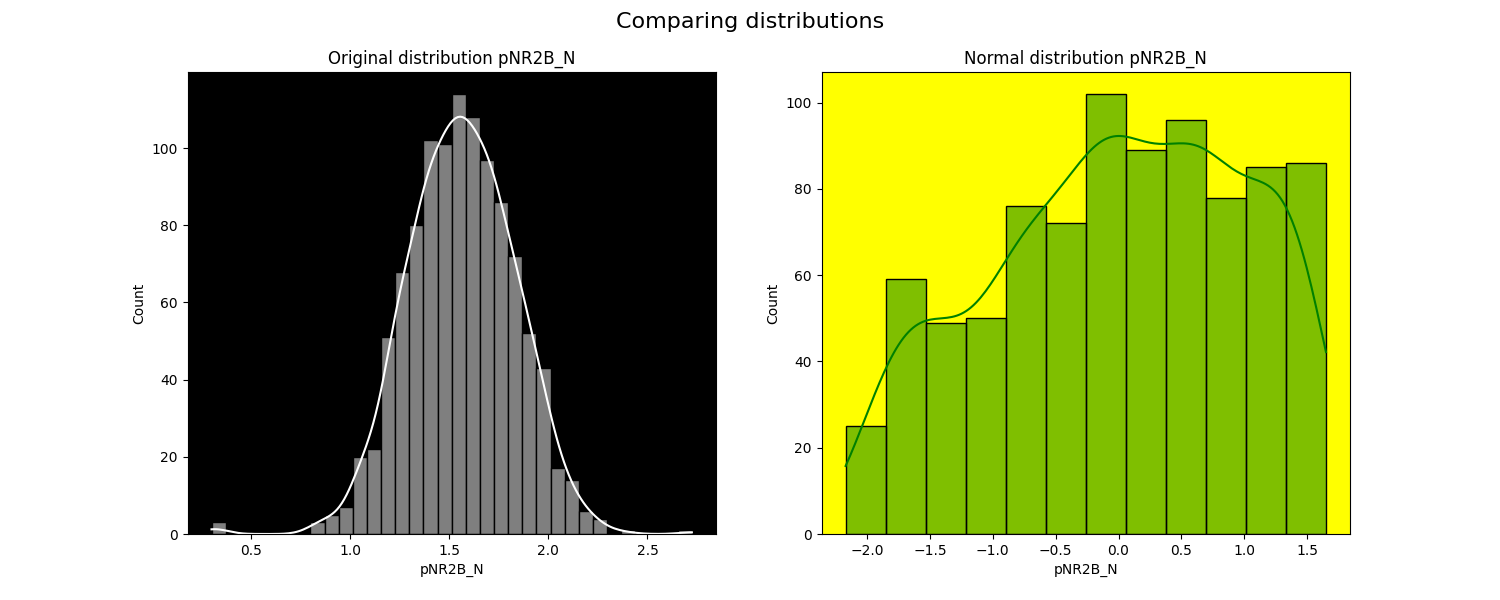 Comparing distributions
Original distribution pNR2B_N
Count
100
80
60
40
20
0
0.5 1.0 1.5 2.0 2.5
pNR2B_N
Normal distribution pNR2B_N
Count
100
80
60
40
20
0
−2.0 −1.5 −1.0 −0.5 0.0 0.5 1.0 1.5
pNR2B_N